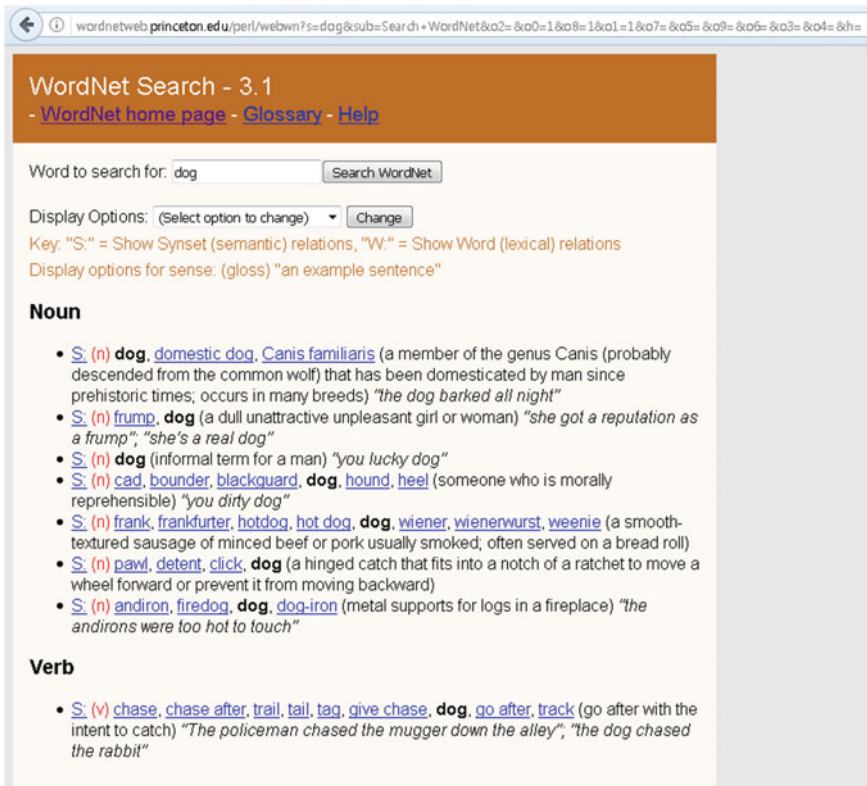 wordnetweb.princeton.edu/perl/webwn?s=dog&sub=Search+WordNet&o2=&o0=1&o8=1&o1=1&o7=&o5=&o9=&o6=&o3=&o4=&h=
WordNet Search - 3.1
- WordNet home page - Glossary - Help
Word to search for: dog Search WordNet
Display Options: (Select option to change) Change
Key: "S:" = Show Synset (semantic) relations, "W:" = Show Word (lexical) relations
Display options for sense: (gloss) "an example sentence"
Noun
• S: (n) dog, domestic dog, Canis familiaris (a member of the genus Canis (probably
descended from the common wolf) that has been domesticated by man since
prehistoric times; occurs in many breeds) "the dog barked all night"
• S: (n) frump, dog (a dull unattractive unpleasant girl or woman) "she got a reputation as
a frump"; "she's a real dog"
• S: (n) dog (informal term for a man) "you lucky dog"
• S: (n) cad, bounder, blackguard, dog, hound, heel (someone who is morally
reprehensible) "you dirty dog"
• S: (n) frank, frankfurter, hotdog, hot dog, dog, wiener, wienerwurst, weenie (a smooth-
textured sausage of minced beef or pork usually smoked; often served on a bread roll)
• S: (n) pawl, detent, click, dog (a hinged catch that fits into a notch of a ratchet to move a
wheel forward or prevent it from moving backward)
• S: (n) andiron, firedog, dog, dog-iron (metal supports for logs in a fireplace) "the
andirons were too hot to touch"
Verb
• S: (v) chase, chase after, trail, tail, tag, give chase, dog, go after, track (go after with the
intent to catch) "The policeman chased the mugger down the alley"; "the dog chased
the rabbit"